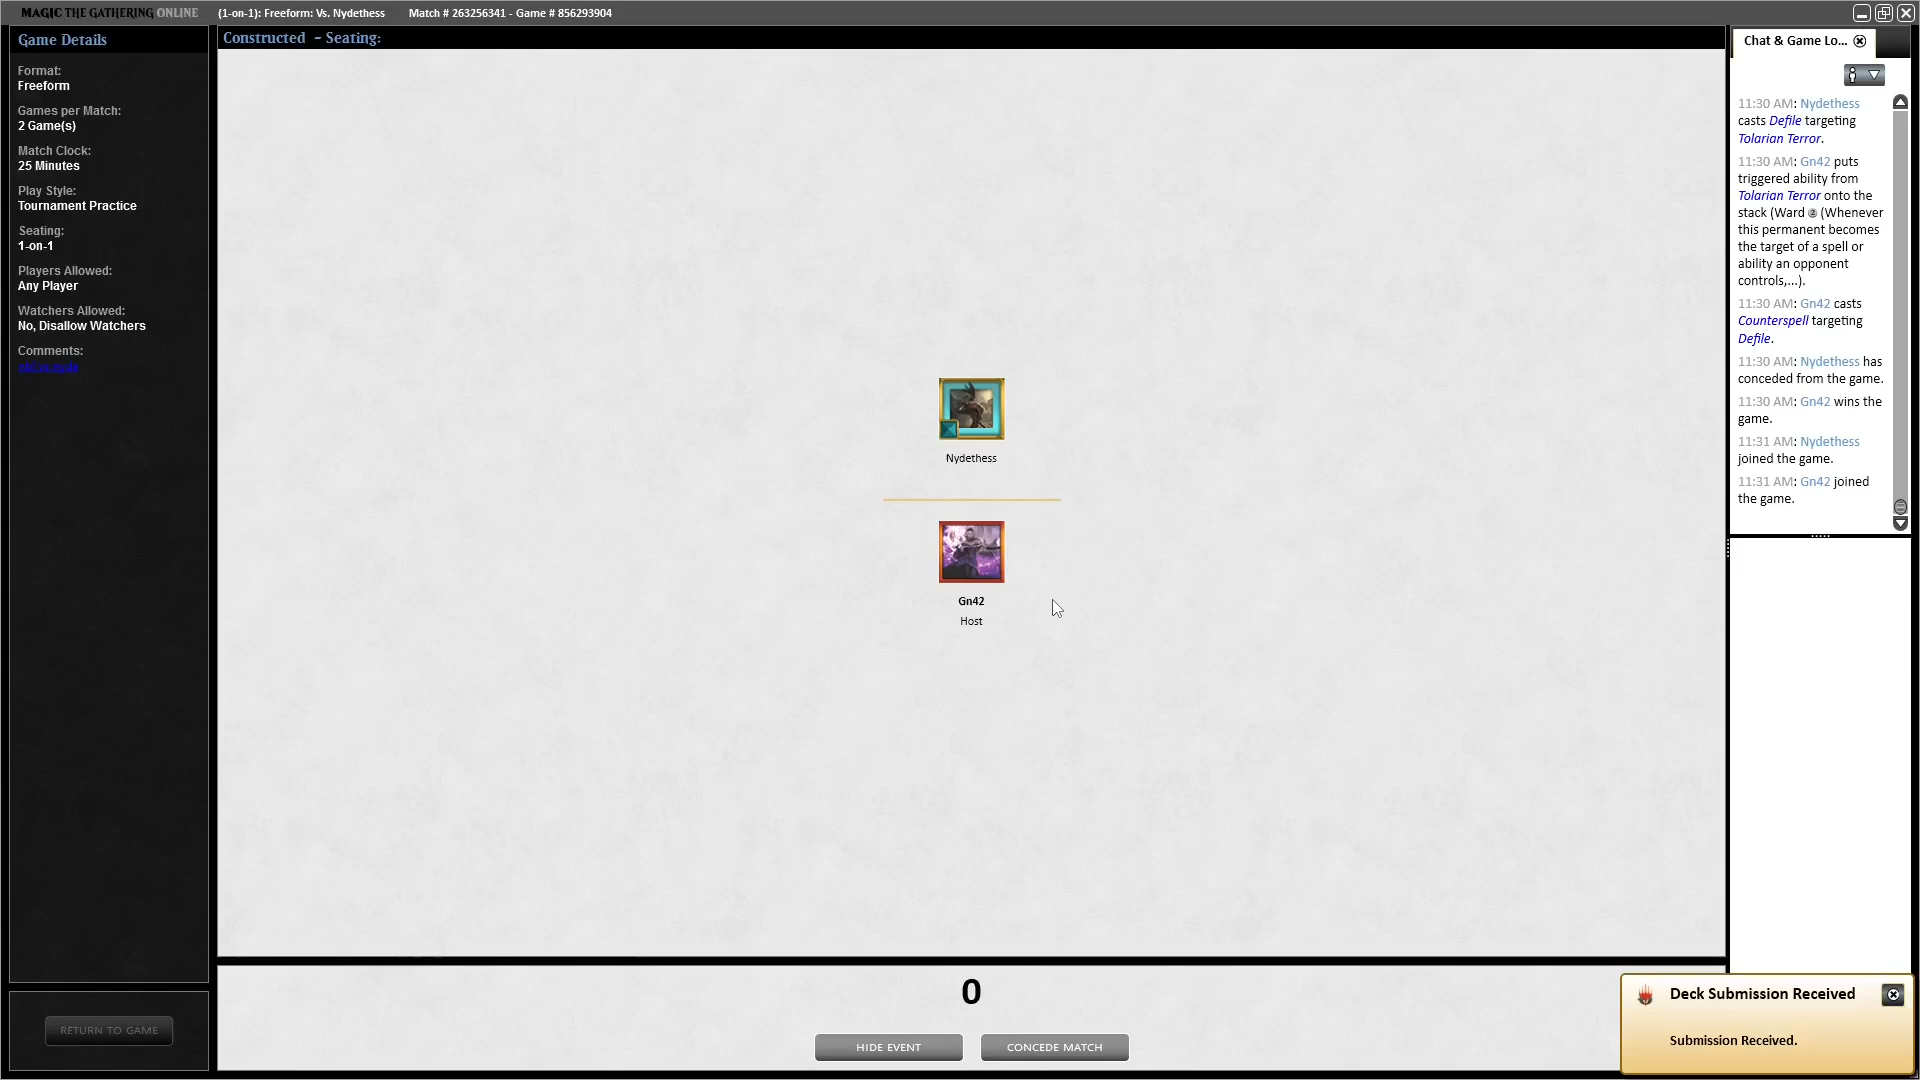 MAGIC THE GATHERING ONLINE
(1-on-1): Freeform: Vs. Nydethess
Match # 263256341 - Game # 856293904
Game Details
Format:
Freeform
Games per Match:
2 Game(s)
Match Clock:
25 Minutes
Play Style:
Tournament Practice
Seating:
1-on-1
Players Allowed:
Any Player
Watchers Allowed:
No, Disallow Watchers
Comments:
RETURN TO GAME
Constructed - Seating:
Nydethess
Gn42
Host
0
HIDE EVENT
CONCEDE MATCH
Chat & Game Lo...
11:30 AM: Nydethess
casts Defile targeting
Tolarian Terror.
11:30 AM: Gn42 puts
triggered ability from
Tolarian Terror onto the
stack (Ward 2 (Whenever
this permanent becomes
the target of a spell or
ability an opponent
controls,...).
11:30 AM: Gn42 casts
Counterspell targeting
Defile.
11:30 AM: Nydethess has
conceded from the game.
11:30 AM: Gn42 wins the
game.
11:31 AM: Nydethess
joined the game.
11:31 AM: Gn42 joined
the game.
Deck Submission Received
Submission Received.